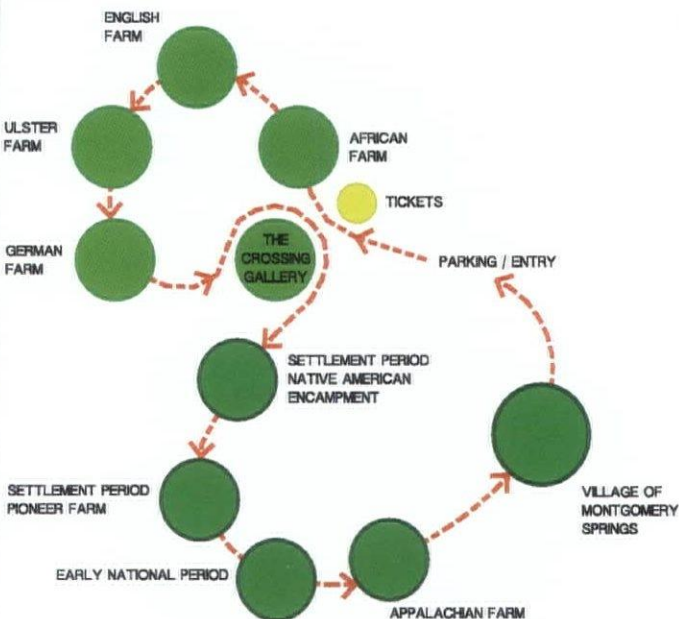 ENGLISH
FARM
ULSTER
FARM
AFRICAN
FARM
TICKETS
GERMAN
FARM
THE
CROSSING
GALLERY
PARKING / ENTRY
SETTLEMENT PERIOD
NATIVE AMERICAN
ENCAMPMENT
SETTLEMENT PERIOD
PIONEER FARM
VILLAGE OF
MONTGOMERY
SPRINGS
EARLY NATIONAL PERIOD
APPALACHIAN FARM